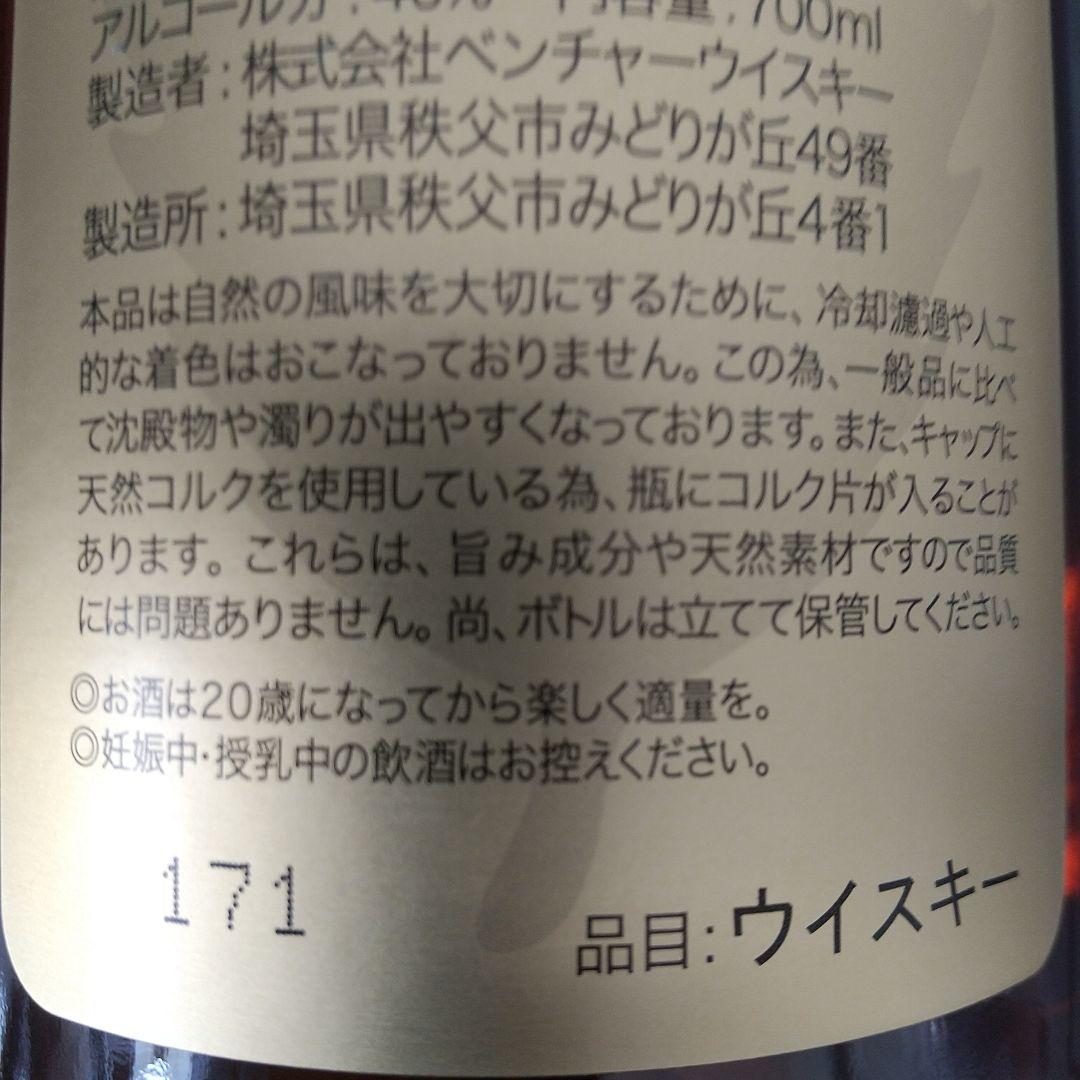 アルコール分: 内容量:700ml
製造者:株式会社ベンチャーウイスキー
埼玉県秩父市みどりが丘49番
製造所:埼玉県秩父市みどりが丘4番1
本品は自然の風味を大切にするために、冷却濾過や人工
的な着色はおこなっておりません。この為、一般品に比べ
て沈殿物や濁りが出やすくなっております。また、キャップに
天然コルクを使用している為、瓶にコルク片が入ることが
あります。これらは、旨み成分や天然素材ですので品質
には問題ありません。尚、ボトルは立てて保管してください。
◎お酒は20歳になってから楽しく適量を。
◎妊娠中・授乳中の飲酒はお控えください。
171
品目:ウイスキー